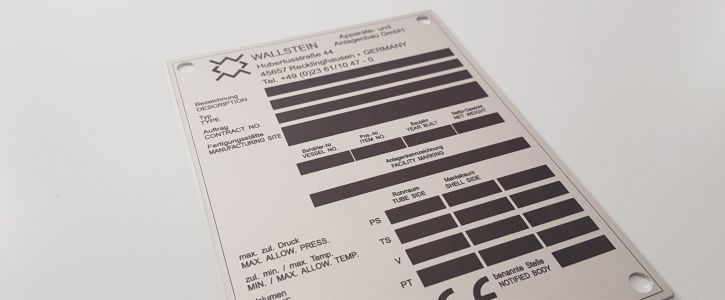 WALLSTEIN Apparate- und
Anlagenbau GmbH
Hubertusstraße 44
45657 Recklinghausen • GERMANY
Tel. +49 (0)23 61/10 47 - 0
Bezeichnung
DESCRIPTION
Typ
TYPE
Auftrag
CONTRACT NO.
Fertigungsstätte
MANUFACTURING SITE
Behälter-Nr. Pos.-Nr. Baujahr Netto-Gewicht
VESSEL NO. ITEM NO. YEAR BUILT NET WEIGHT
Anlagenkennzeichnung
FACILITY MARKING
Rohrraum Mantelraum
TUBE SIDE SHELL SIDE
max. zul. Druck PS
MAX. ALLOW. PRESS.
zul. min. / max. Temp. TS
MIN. / MAX. ALLOW. TEMP.
Volumen V
PT
CE benannte Stelle
NOTIFIED BODY